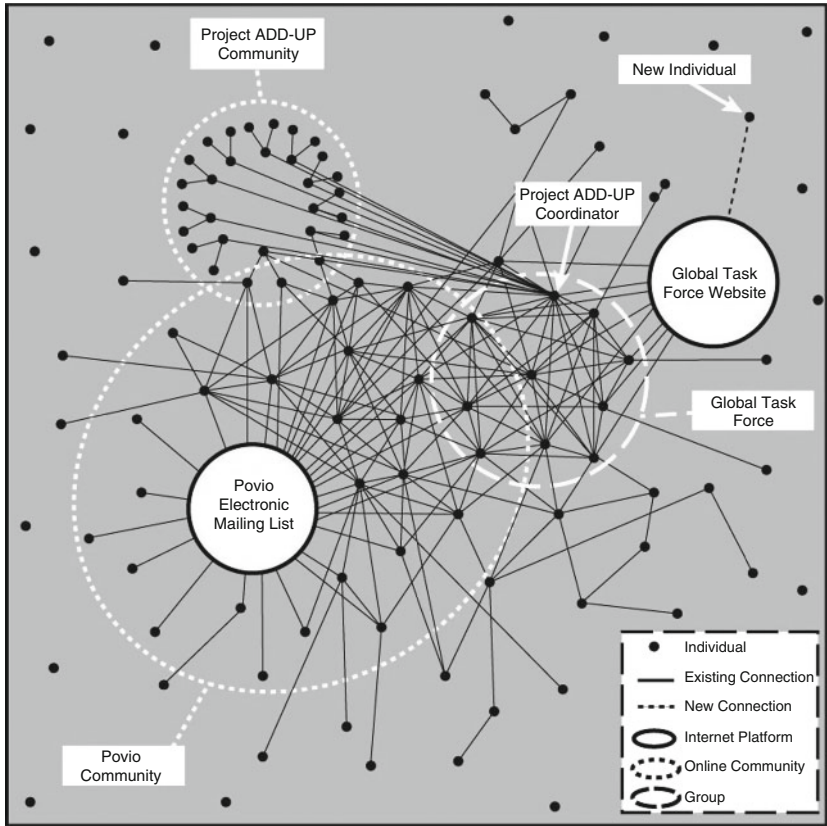 Project ADD-UP
Community
New Individual
Project ADD-UP
Coordinator
Global Task
Force Website
Global Task
Force
Povio
Electronic
Mailing List
Povio
Community
Individual
Existing Connection
New Connection
Internet Platform
Online Community
Group